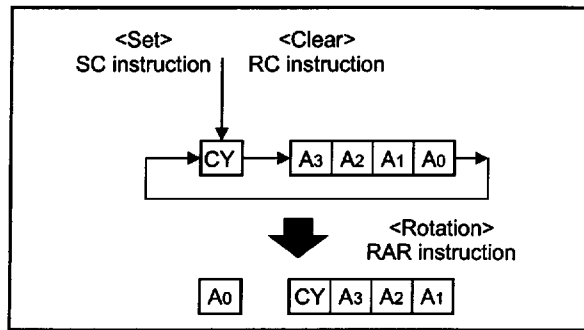 <Set> <Clear>
SC instruction RC instruction
CY A3 A2 A1 A0
<Rotation>
RAR instruction
A0 CY A3 A2 A1